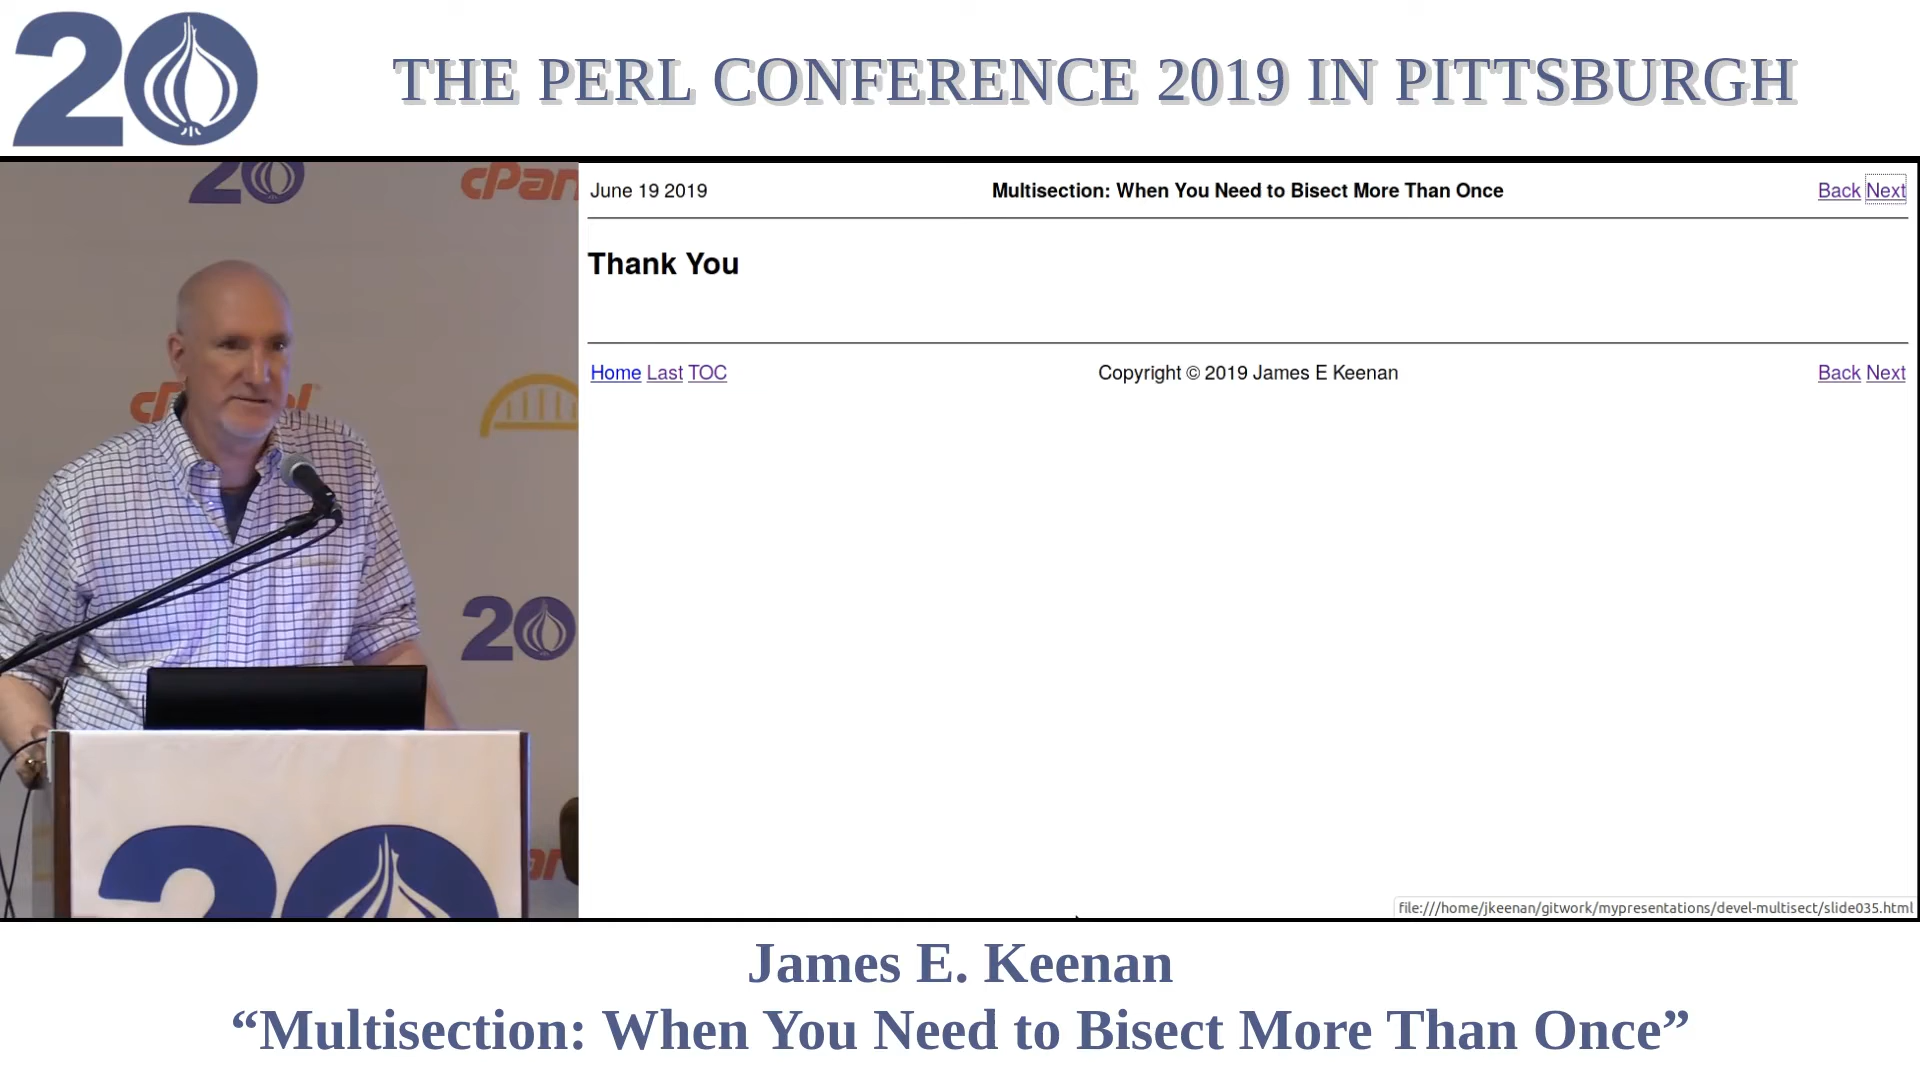 20
THE PERL CONFERENCE 2019 IN PITTSBURGH
20
cPan
June 19 2019
Multisection: When You Need to Bisect More Than Once
Back Next
Thank You
Home Last TOC
Copyright © 2019 James E Keenan
Back Next
20
20
file:///home/jkeenan/gitwork/mypresentations/devel-multisect/slide035.html
James E. Keenan
“Multisection: When You Need to Bisect More Than Once”